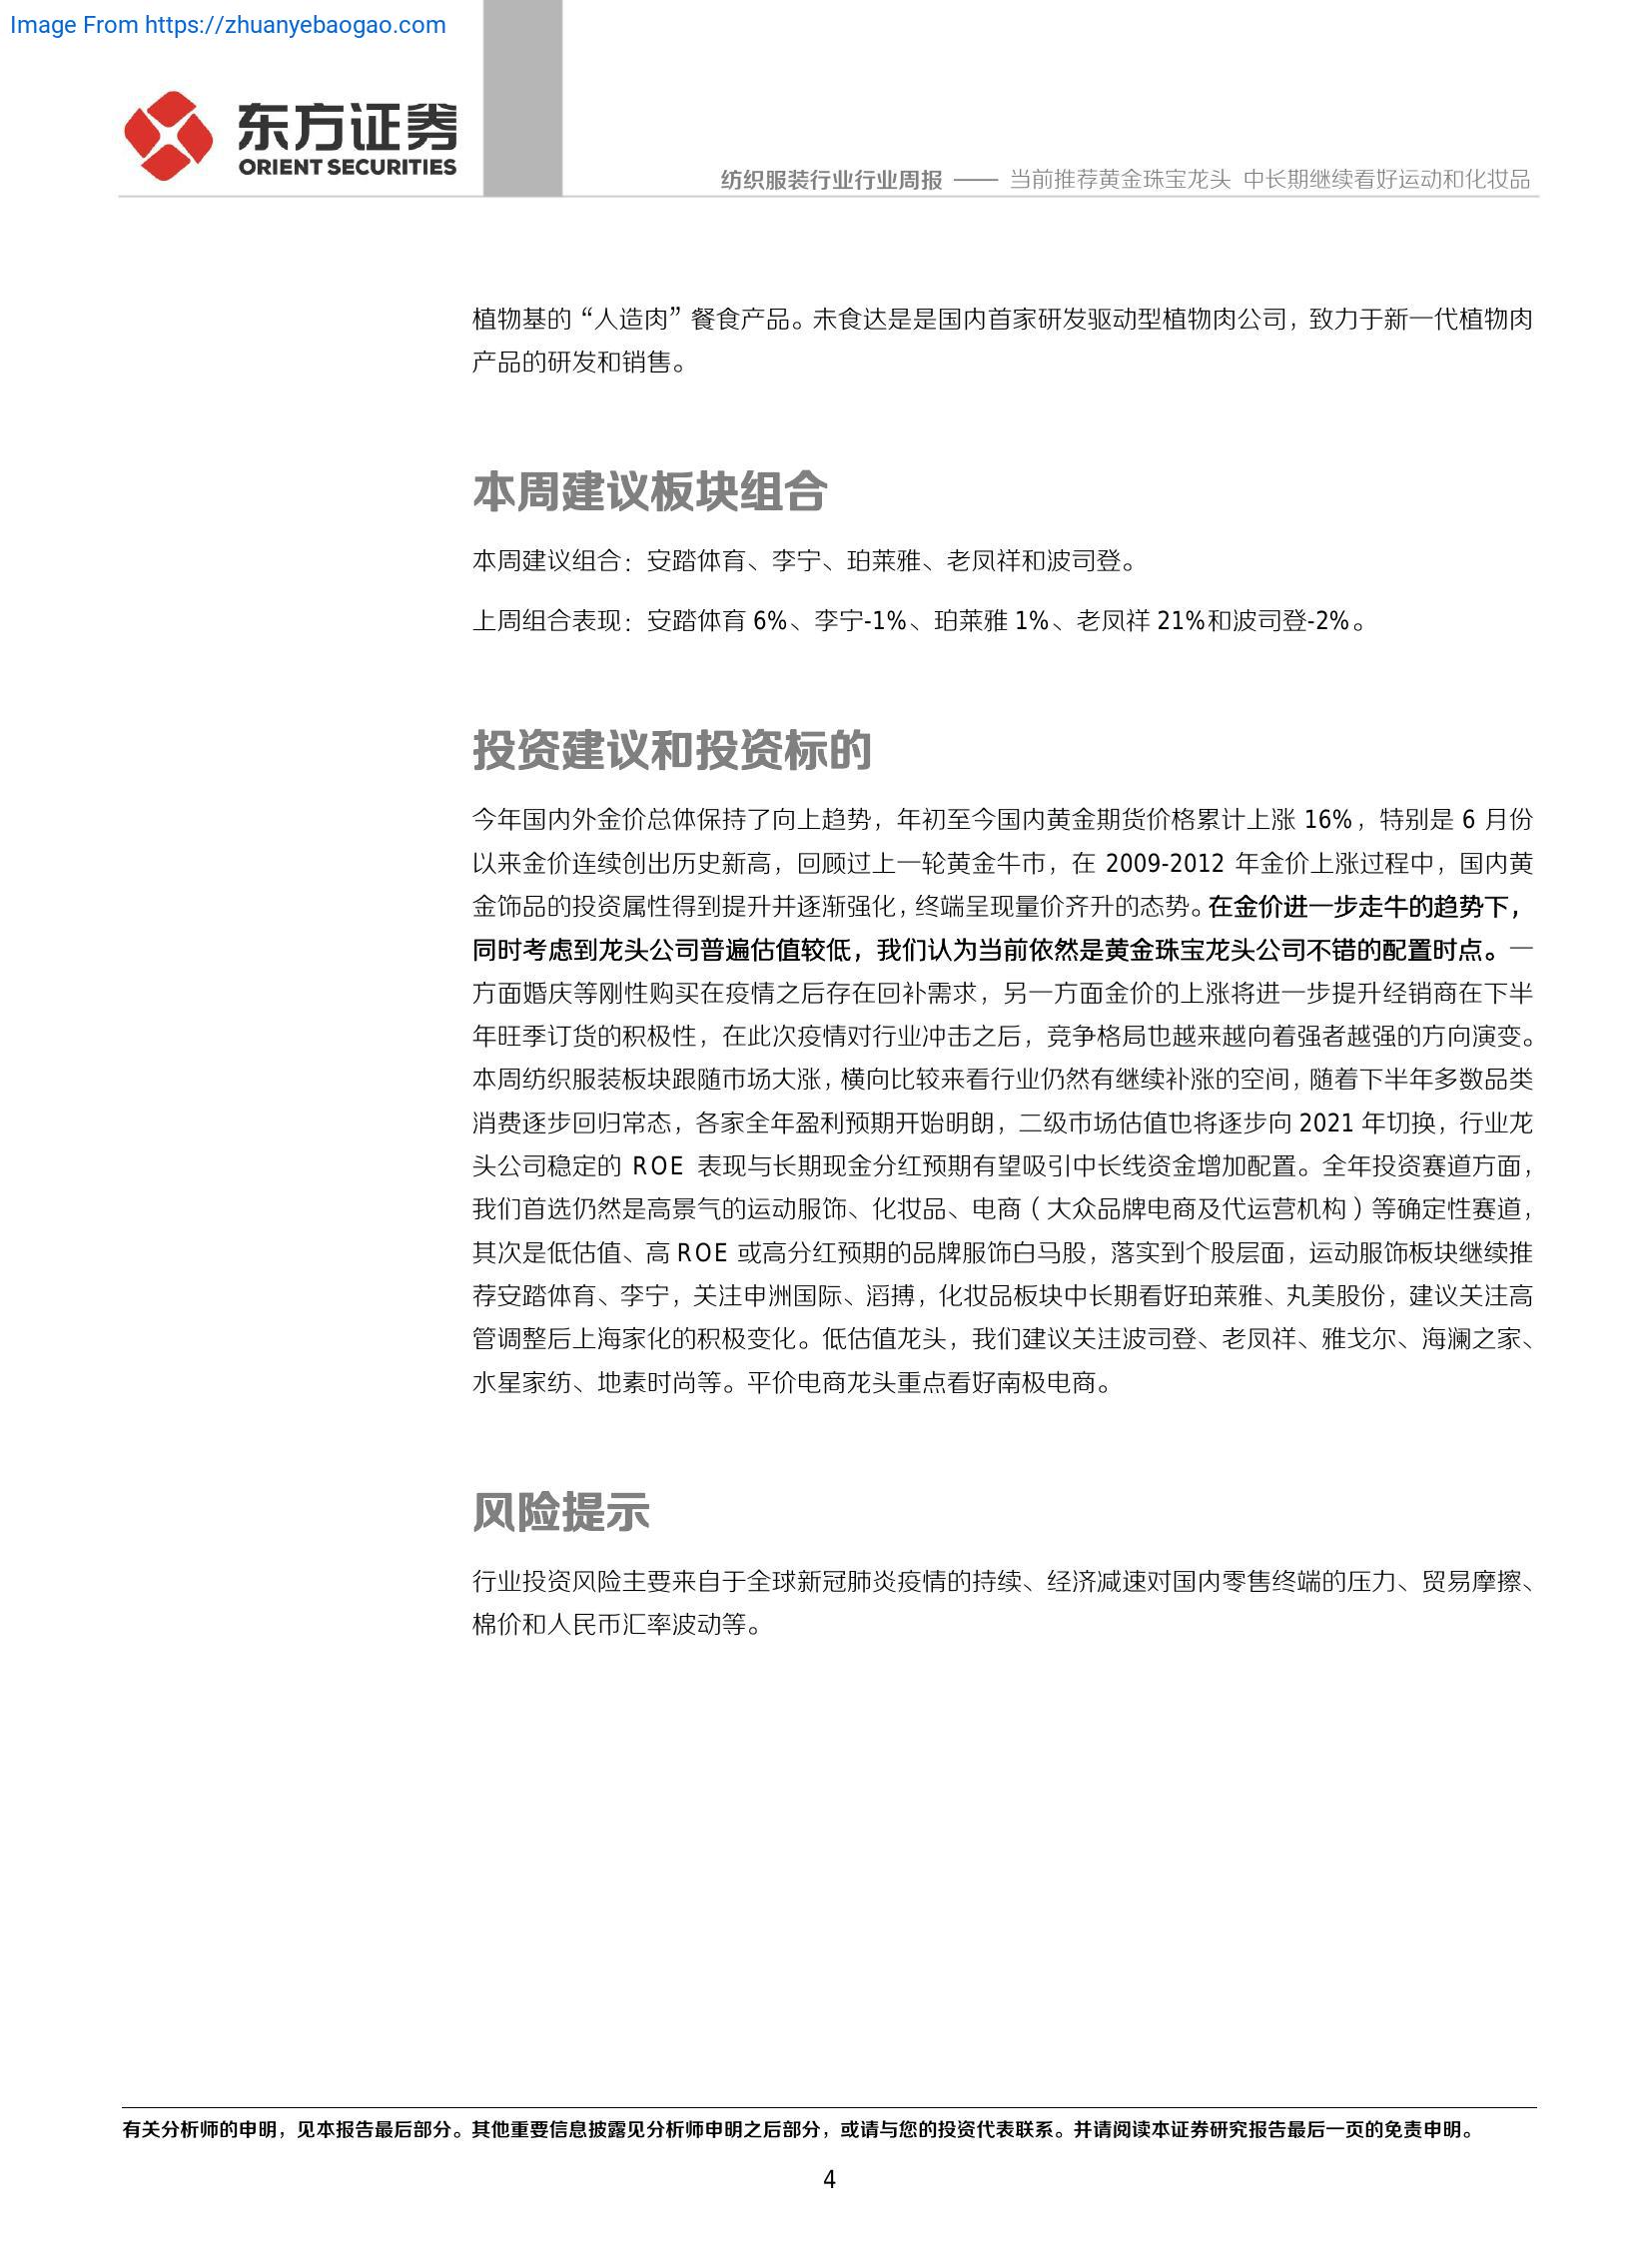 Image From https://zhuanyebaogao.com
东方证券
ORIENT SECURITIES
纺织服装行业行业周报 —— 当前推荐黄金珠宝龙头 中长期继续看好运动和化妆品
植物基的“人造肉”餐食产品。未食达是是国内首家研发驱动型植物肉公司，致力于新一代植物肉
产品的研发和销售。
本周建议板块组合
本周建议组合：安踏体育、李宁、珀莱雅、老凤祥和波司登。
上周组合表现：安踏体育 6%、李宁-1%、珀莱雅 1%、老凤祥 21%和波司登-2%。
投资建议和投资标的
今年国内外金价总体保持了向上趋势，年初至今国内黄金期货价格累计上涨 16%，特别是 6 月份
以来金价连续创出历史新高，回顾过上一轮黄金牛市，在 2009-2012 年金价上涨过程中，国内黄
金饰品的投资属性得到提升并逐渐强化，终端呈现量价齐升的态势。在金价进一步走牛的趋势下，
同时考虑到龙头公司普遍估值较低，我们认为当前依然是黄金珠宝龙头公司不错的配置时点。一
方面婚庆等刚性购买在疫情之后存在回补需求，另一方面金价的上涨将进一步提升经销商在下半
年旺季订货的积极性，在此次疫情对行业冲击之后，竞争格局也越来越向着强者越强的方向演变。
本周纺织服装板块跟随市场大涨，横向比较来看行业仍然有继续补涨的空间，随着下半年多数品类
消费逐步回归常态，各家全年盈利预期开始明朗，二级市场估值也将逐步向 2021 年切换，行业龙
头公司稳定的 ROE 表现与长期现金分红预期有望吸引中长线资金增加配置。全年投资赛道方面，
我们首选仍然是高景气的运动服饰、化妆品、电商（大众品牌电商及代运营机构）等确定性赛道，
其次是低估值、高 ROE 或高分红预期的品牌服饰白马股，落实到个股层面，运动服饰板块继续推
荐安踏体育、李宁，关注申洲国际、滔搏，化妆品板块中长期看好珀莱雅、丸美股份，建议关注高
管调整后上海家化的积极变化。低估值龙头，我们建议关注波司登、老凤祥、雅戈尔、海澜之家、
水星家纺、地素时尚等。平价电商龙头重点看好南极电商。
风险提示
行业投资风险主要来自于全球新冠肺炎疫情的持续、经济减速对国内零售终端的压力、贸易摩擦、
棉价和人民币汇率波动等。
有关分析师的申明，见本报告最后部分。其他重要信息披露见分析师申明之后部分，或请与您的投资代表联系。并请阅读本证券研究报告最后一页的免责申明。
4